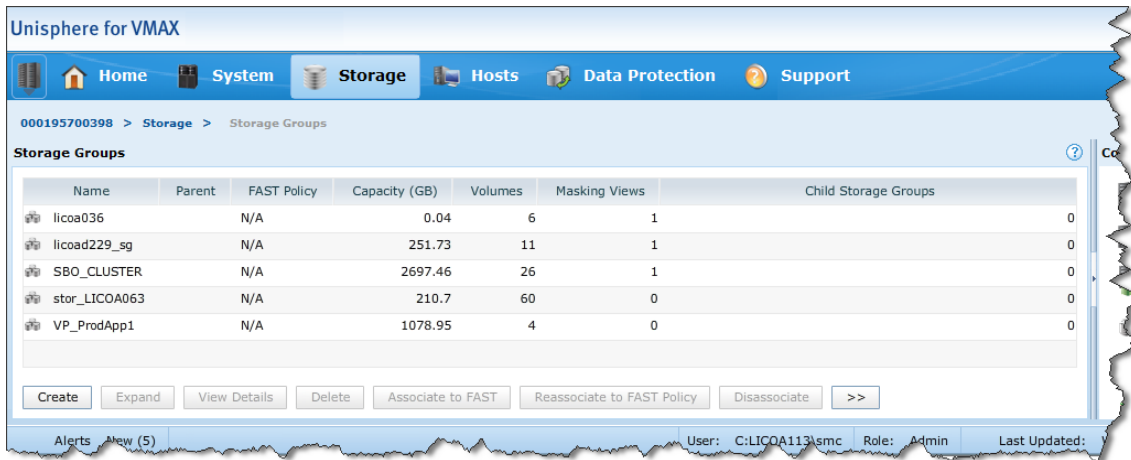 Unisphere for VMAX
Home System Storage Hosts Data Protection Support
000195700398 > Storage > Storage Groups
Storage Groups
Name Parent FAST Policy Capacity (GB) Volumes Masking Views Child Storage Groups
licoa036 N/A 0.04 6 1 0
licoad229_sg N/A 251.73 11 1 0
SBO_CLUSTER N/A 2697.46 26 1 0
stor_LICOA063 N/A 210.7 60 0 0
VP_ProdApp1 N/A 1078.95 4 0 0
Create Expand View Details Delete Associate to FAST Reassociate to FAST Policy Disassociate >>
Alerts New (5) User: C:LICOA113\smc Role: Admin Last Updated: